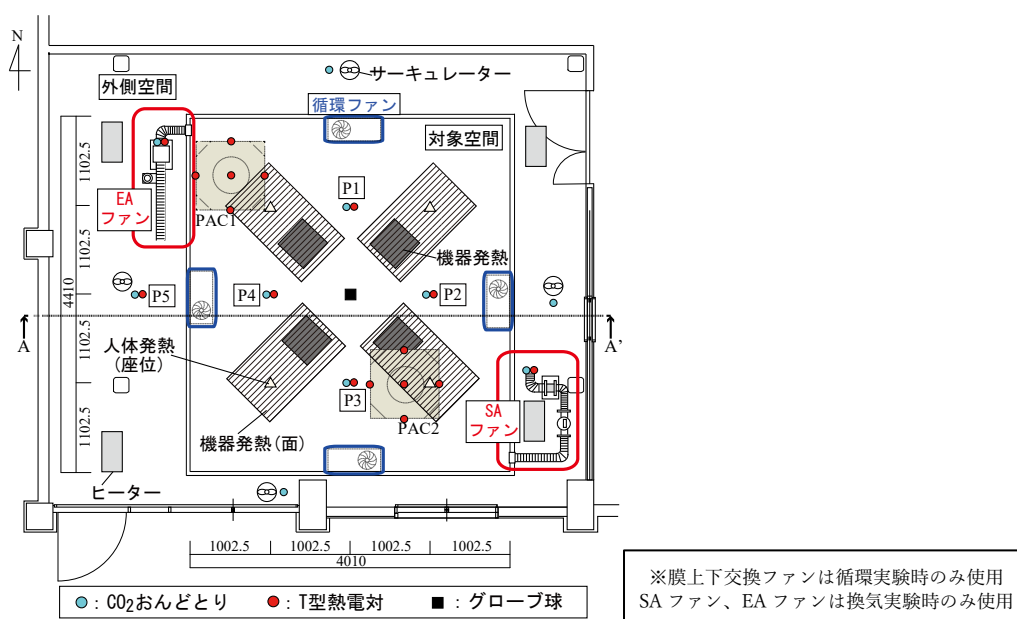 N
サーキュレーター
外側空間
循環ファン
対象空間
1102.5
1102.5
1102.5
1102.5
4410
EA
ファン
PAC1
P1
機器発熱
P5
P4
P2
A
A’
人体発熱
(座位)
P3
PAC2
SA
ファン
機器発熱(面)
ヒーター
1002.5
1002.5
1002.5
1002.5
4010
:CO2おんどとり
:T型熱電対
:グローブ球
※膜上下交換ファンは循環実験時のみ使用
SA ファン、EA ファンは換気実験時のみ使用